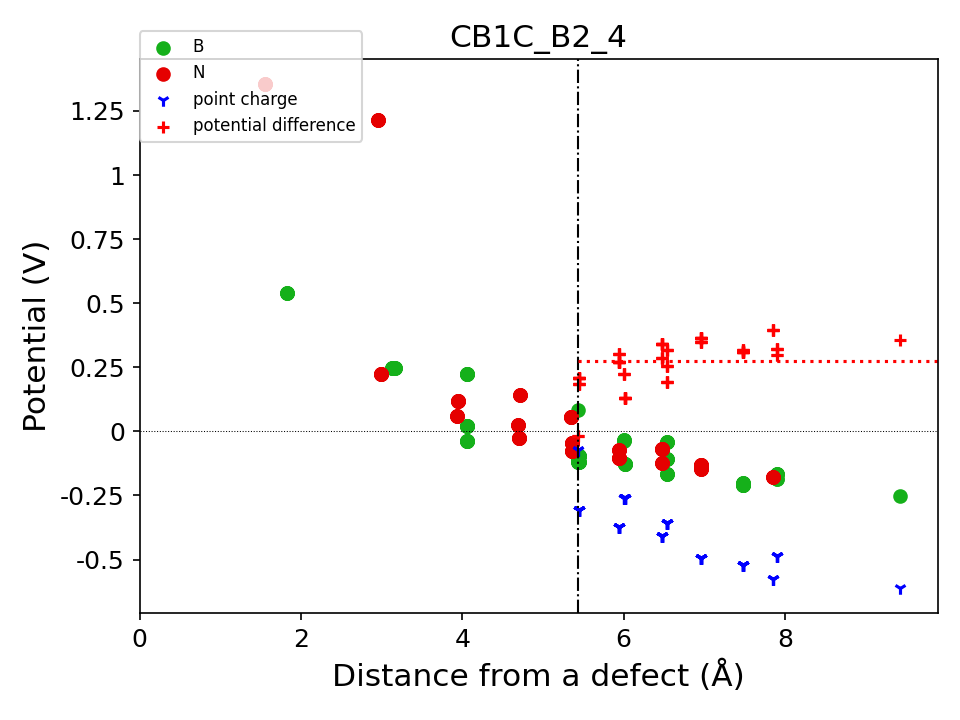 CB1C_B2_4
B
N
point charge
potential difference
1.25
1
0.75
0.5
0.25
0
-0.25
-0.5
Potential (V)
0 2 4 6 8
Distance from a defect (Å)